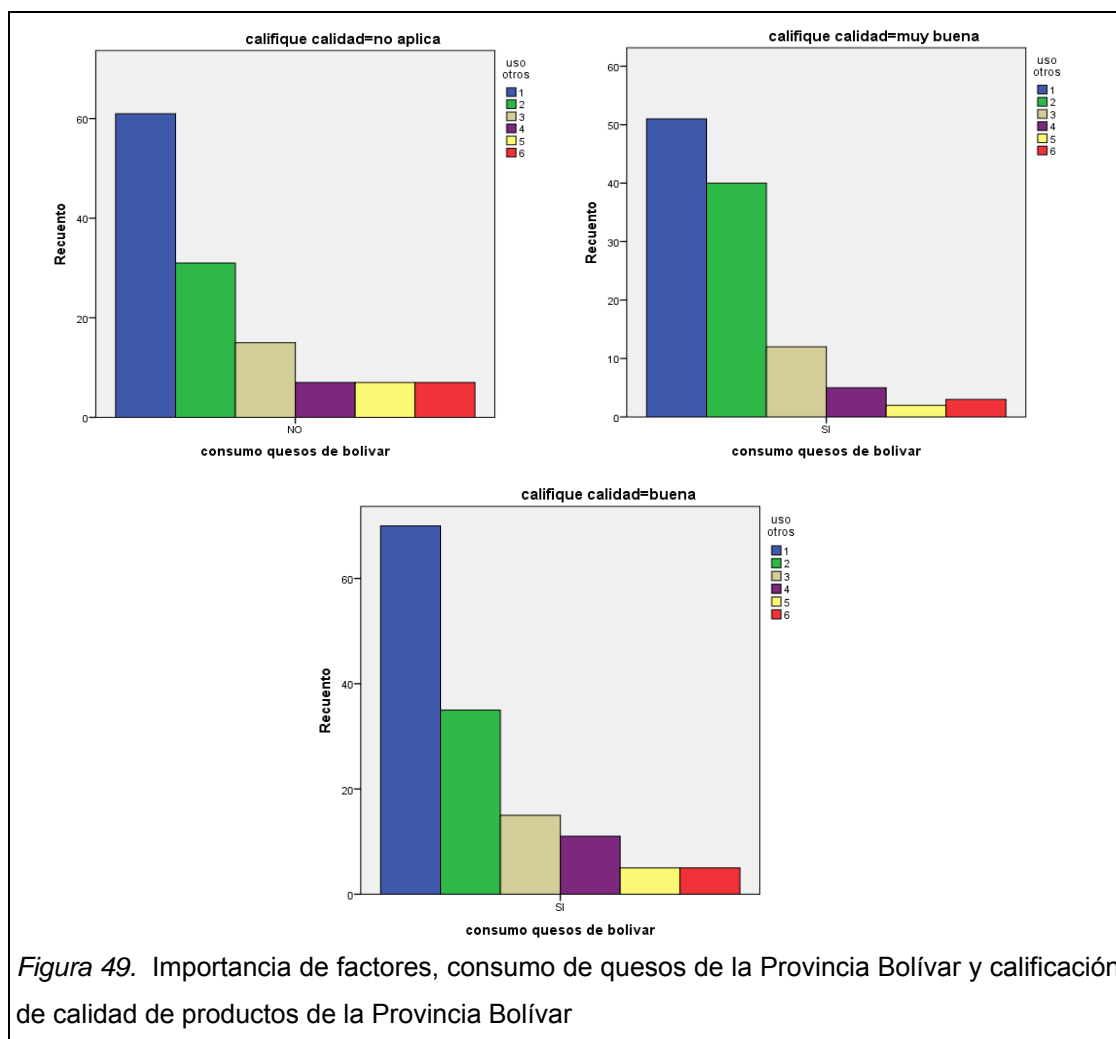 califique calidad=no aplica
Recuento
60
40
20
0
NO
consumo quesos de bolivar
uso
otros
1
2
3
4
5
6
califique calidad=muy buena
Recuento
60
50
40
30
20
10
0
SI
consumo quesos de bolivar
uso
otros
1
2
3
4
5
6
califique calidad=buena
Recuento
60
40
20
0
SI
consumo quesos de bolivar
uso
otros
1
2
3
4
5
6
Figura 49. Importancia de factores, consumo de quesos de la Provincia Bolívar y calificación
de calidad de productos de la Provincia Bolívar